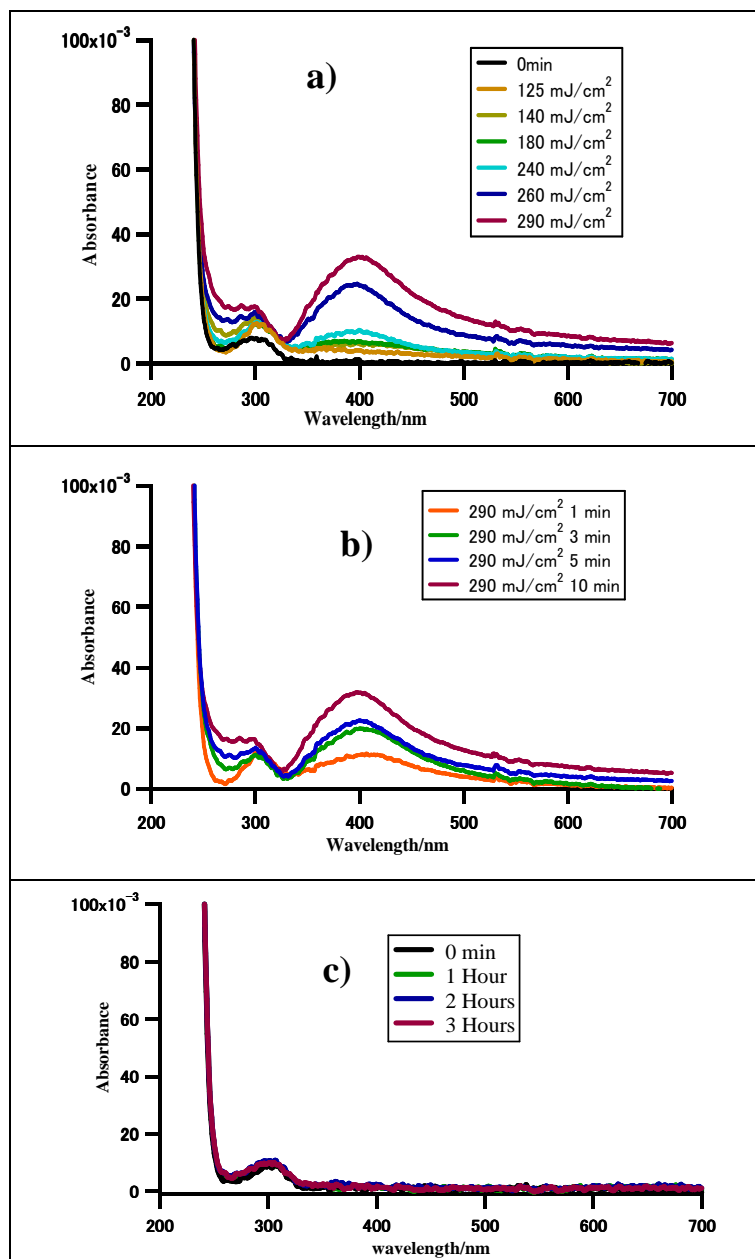 100x10⁻³
a)
0min
125 mJ/cm²
140 mJ/cm²
180 mJ/cm²
240 mJ/cm²
260 mJ/cm²
290 mJ/cm²
80
60
40
20
0
Absorbance
200 300 400 500 600 700
Wavelength/nm
100x10⁻³
b)
290 mJ/cm² 1 min
290 mJ/cm² 3 min
290 mJ/cm² 5 min
290 mJ/cm² 10 min
80
60
40
20
0
Absorbance
200 300 400 500 600 700
Wavelength/nm
100x10⁻³
c)
0 min
1 Hour
2 Hours
3 Hours
80
60
40
20
0
Absorbance
200 300 400 500 600 700
wavelength/nm